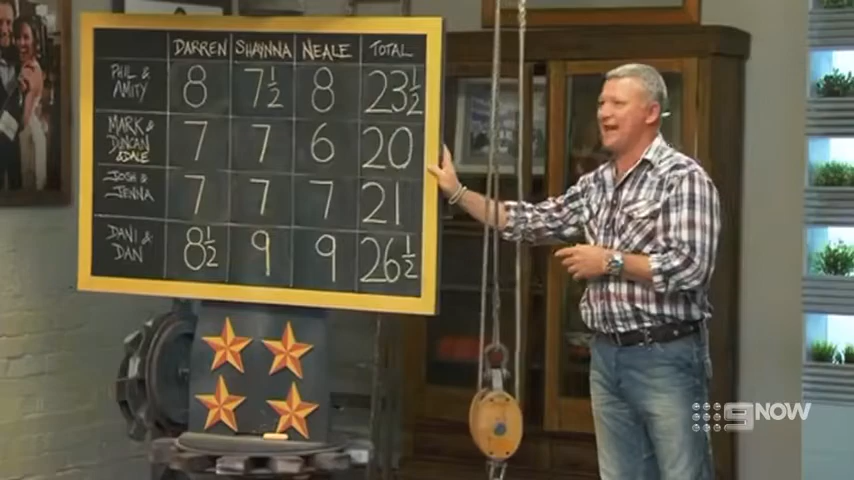 DARREN SHAYNNA NEALE TOTAL
PHIL & AMITY 8 7½ 8 23½
MARK & DUNCAN & DALE 7 7 6 20
JOSH & JENNA 7 7 7 21
DANI & DAN 8½ 9 9 26½
9NOW